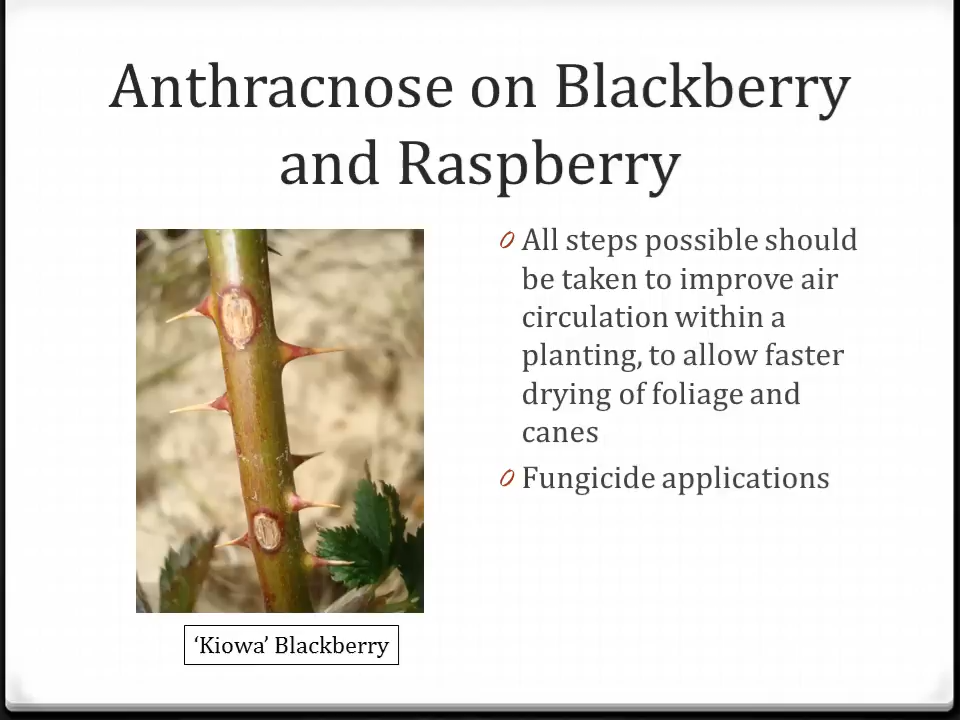 Anthracnose on Blackberry
and Raspberry
All steps possible should
be taken to improve air
circulation within a
planting, to allow faster
drying of foliage and
canes
Fungicide applications
‘Kiowa’ Blackberry